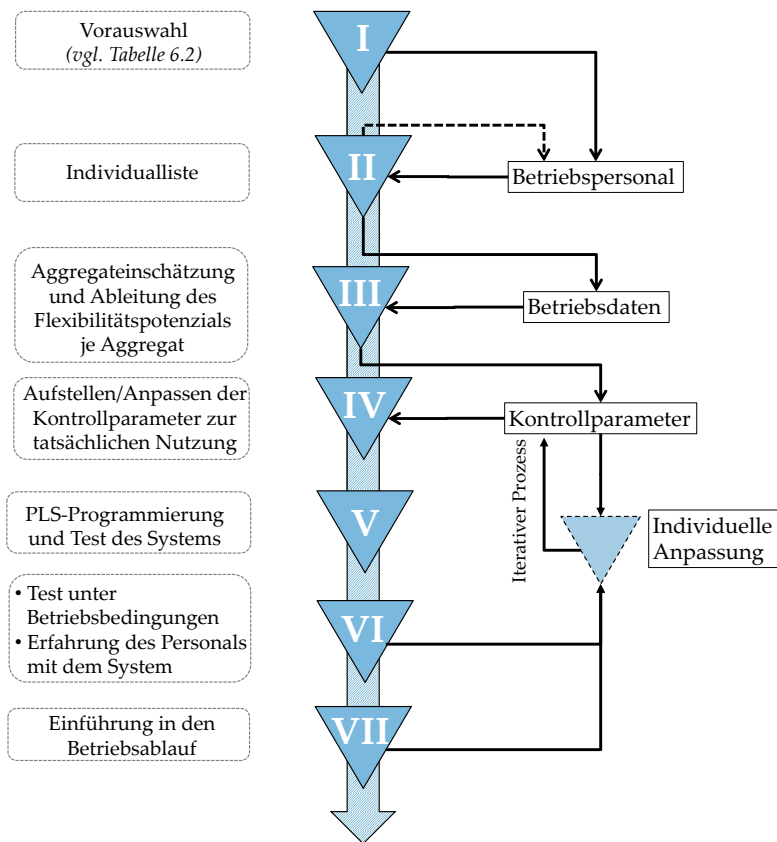 Vorauswahl
(vgl. Tabelle 6.2)
I
Individualliste
II
Betriebspersonal
Aggregateinschätzung
und Ableitung des
Flexibilitätspotenzials
je Aggregat
III
Betriebsdaten
Aufstellen/Anpassen der
Kontrollparameter zur
tatsächlichen Nutzung
IV
Kontrollparameter
Iterativer Prozess
PLS-Programmierung
und Test des Systems
V
Individuelle
Anpassung
• Test unter
Betriebsbedingungen
• Erfahrung des Personals
mit dem System
VI
Einführung in den
Betriebsablauf
VII